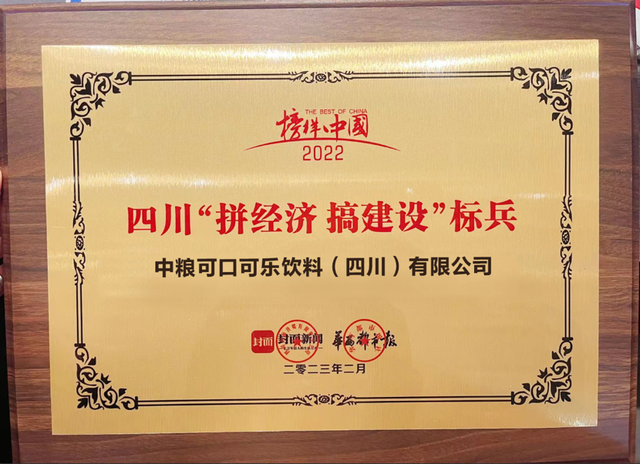 THE BEST OF CHINA
榜样中国
2022
四川“拼经济 搞建设”标兵
中粮可口可乐饮料（四川）有限公司
封面 封面新闻 华西都市报
二零二三年二月